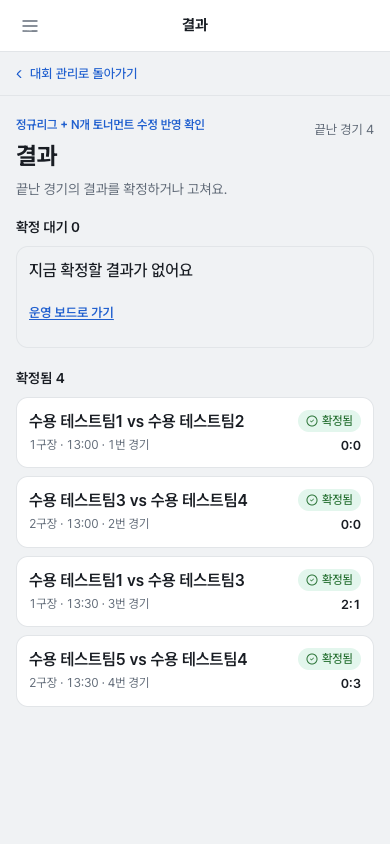 결과
대회 관리로 돌아가기
정규리그 + N개 토너먼트 수정 반영 확인
끝난 경기 4
결과
끝난 경기의 결과를 확정하거나 고쳐요.
확정 대기 0
지금 확정할 결과가 없어요
운영 보드로 가기
확정됨 4
수용 테스트팀1 vs 수용 테스트팀2
확정됨
1구장 · 13:00 · 1번 경기
0:0
수용 테스트팀3 vs 수용 테스트팀4
확정됨
2구장 · 13:00 · 2번 경기
0:0
수용 테스트팀1 vs 수용 테스트팀3
확정됨
1구장 · 13:30 · 3번 경기
2:1
수용 테스트팀5 vs 수용 테스트팀4
확정됨
2구장 · 13:30 · 4번 경기
0:3